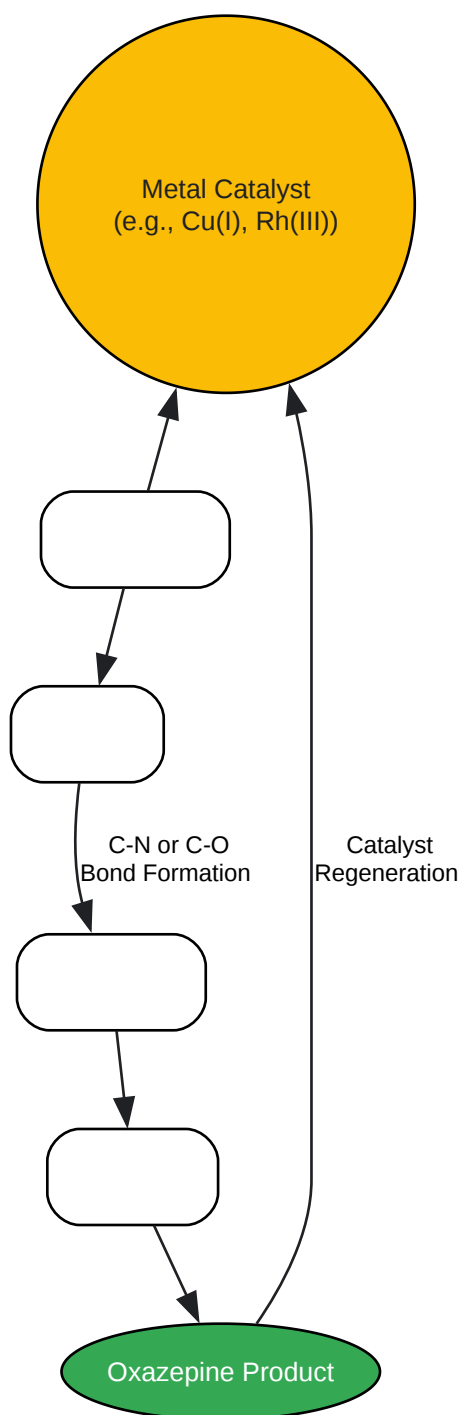 Metal Catalyst
(e.g., Cu(I), Rh(III))
C-N or C-O
Bond Formation
Catalyst
Regeneration
Oxazepine Product